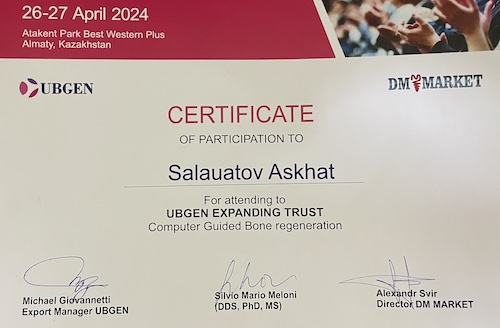 26-27 April 2024
Atakent Park Best Western Plus
Almaty, Kazakhstan
UBGEN
DM MARKET
CERTIFICATE
OF PARTICIPATION TO
Salauatov Askhat
For attending to
UBGEN EXPANDING TRUST
Computer Guided Bone regeneration
Michael Giovannetti
Export Manager UBGEN
Silvio Mario Meloni
(DDS, PhD, MS)
Alexandr Svir
Director DM MARKET